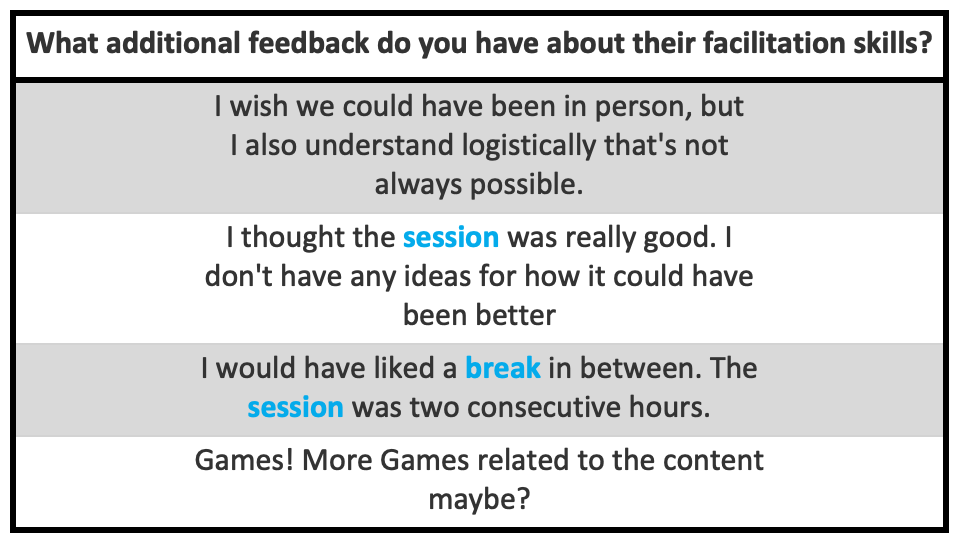 What additional feedback do you have about their facilitation skills?
I wish we could have been in person, but
I also understand logistically that's not
always possible.
I thought the session was really good. I
don't have any ideas for how it could have
been better
I would have liked a break in between. The
session was two consecutive hours.
Games! More Games related to the content
maybe?